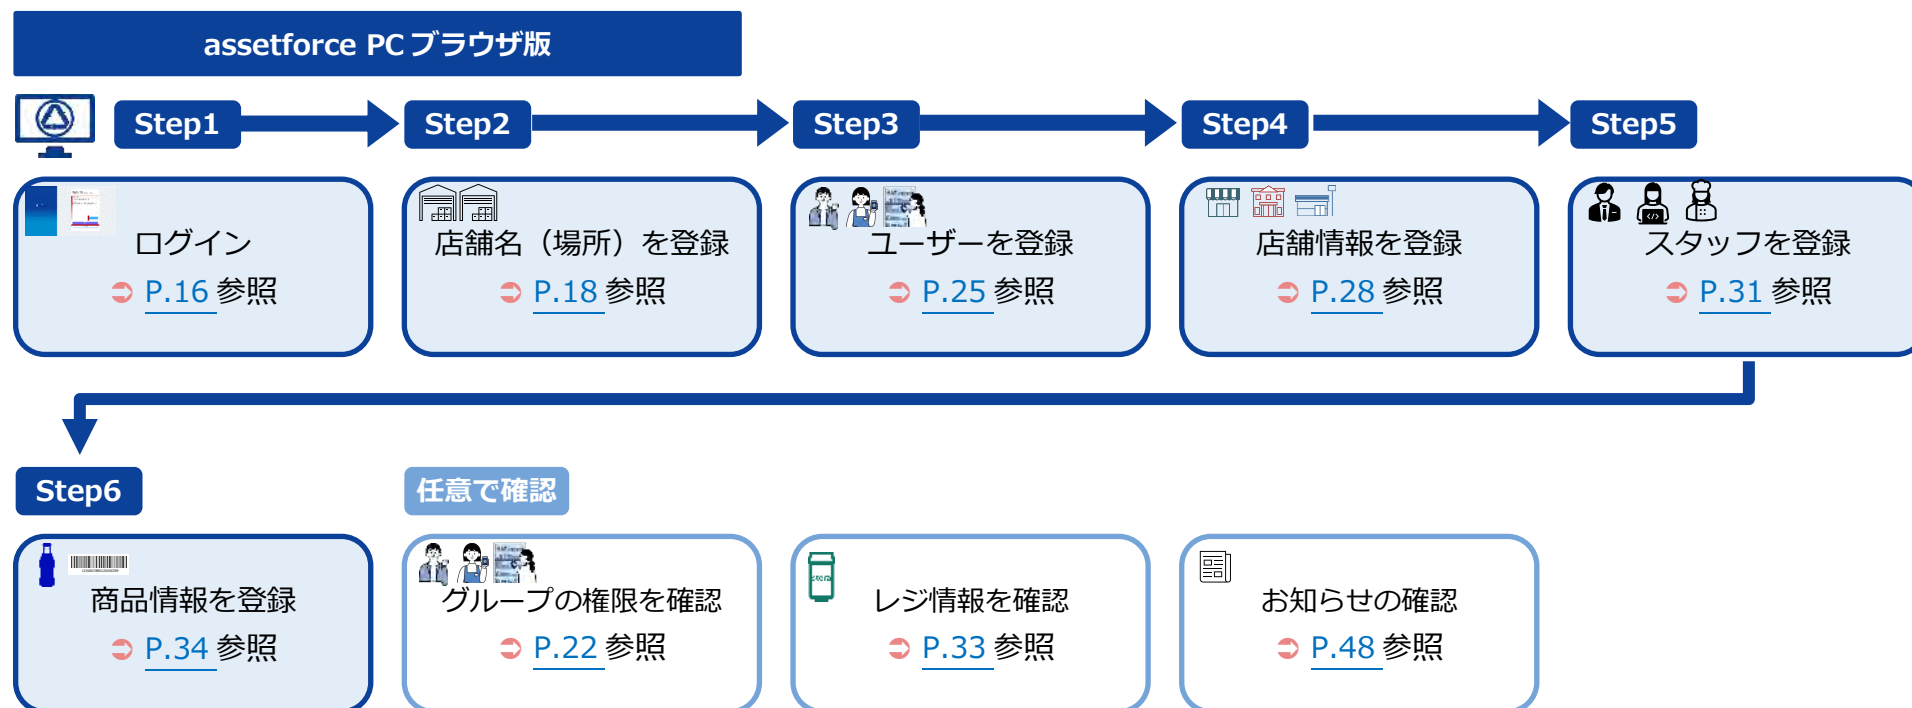 assetforce PC ブラウザ版
Step1
Step2
Step3
Step4
Step5
ログイン
P.16 参照
店舗名（場所）を登録
P.18 参照
ユーザーを登録
P.25 参照
店舗情報を登録
P.28 参照
スタッフを登録
P.31 参照
Step6
任意で確認
商品情報を登録
P.34 参照
グループの権限を確認
P.22 参照
stera
レジ情報を確認
P.33 参照
お知らせの確認
P.48 参照